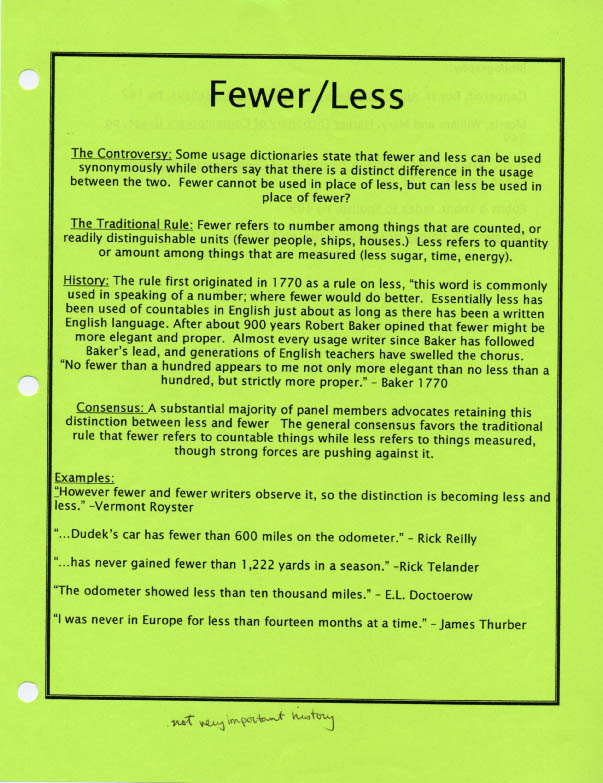 Fewer/Less
The Controversy: Some usage dictionaries state that fewer and less can be used
synonymously while others say that there is a distinct difference in the usage
between the two. Fewer cannot be used in place of less, but can less be used in
place of fewer?
The Traditional Rule: Fewer refers to number among things that are counted, or
readily distinguishable units (fewer people, ships, houses.) Less refers to quantity
or amount among things that are measured (less sugar, time, energy).
History: The rule first originated in 1770 as a rule on less, "this word is commonly
used in speaking of a number; where fewer would do better. Essentially less has
been used of countables in English just about as long as there has been a written
English language. After about 900 years Robert Baker opined that fewer might be
more elegant and proper. Almost every usage writer since Baker has followed
Baker's lead, and generations of English teachers have swelled the chorus.
"No fewer than a hundred appears to me not only more elegant than no less than a
hundred, but strictly more proper." – Baker 1770
Consensus: A substantial majority of panel members advocates retaining this
distinction between less and fewer The general consensus favors the traditional
rule that fewer refers to countable things while less refers to things measured,
though strong forces are pushing against it.
Examples:
"However fewer and fewer writers observe it, so the distinction is becoming less and
less." –Vermont Royster
"...Dudek's car has fewer than 600 miles on the odometer." – Rick Reilly
"...has never gained fewer than 1,222 yards in a season." –Rick Telander
"The odometer showed less than ten thousand miles." – E.L. Doctoerow
"I was never in Europe for less than fourteen months at a time." – James Thurber
not very important history